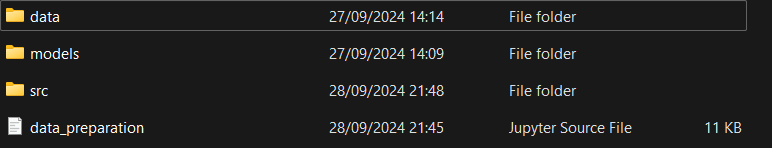 data 27/09/2024 14:14 File folder
models 27/09/2024 14:09 File folder
src 28/09/2024 21:48 File folder
data_preparation 28/09/2024 21:45 Jupyter Source File 11 KB